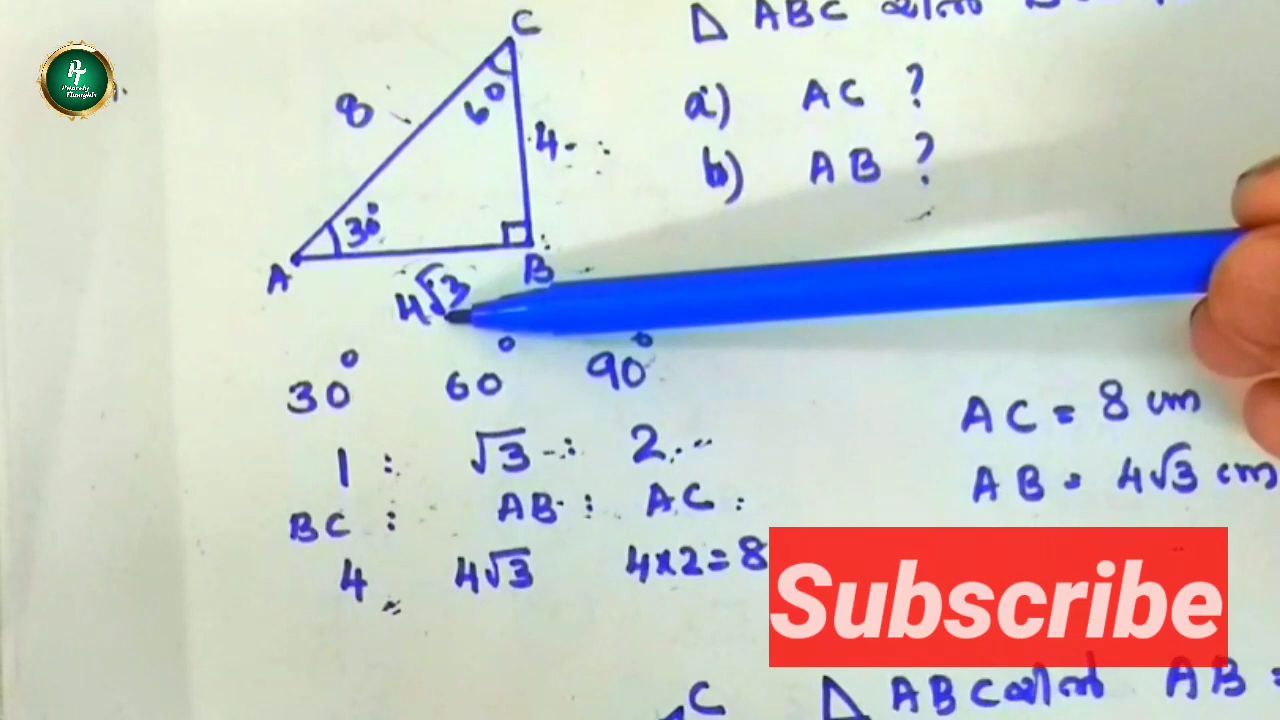 C
Δ ABC യിൽ
8
60
4
30°
A
B
4√3
a) AC ?
b) AB ?
30° 60° 90°
1 : √3 : 2
BC : AB : AC
4 4√3 4×2=8
AC = 8 cm
AB = 4√3 cm
Subscribe
C
Δ ABCയിൽ AB =